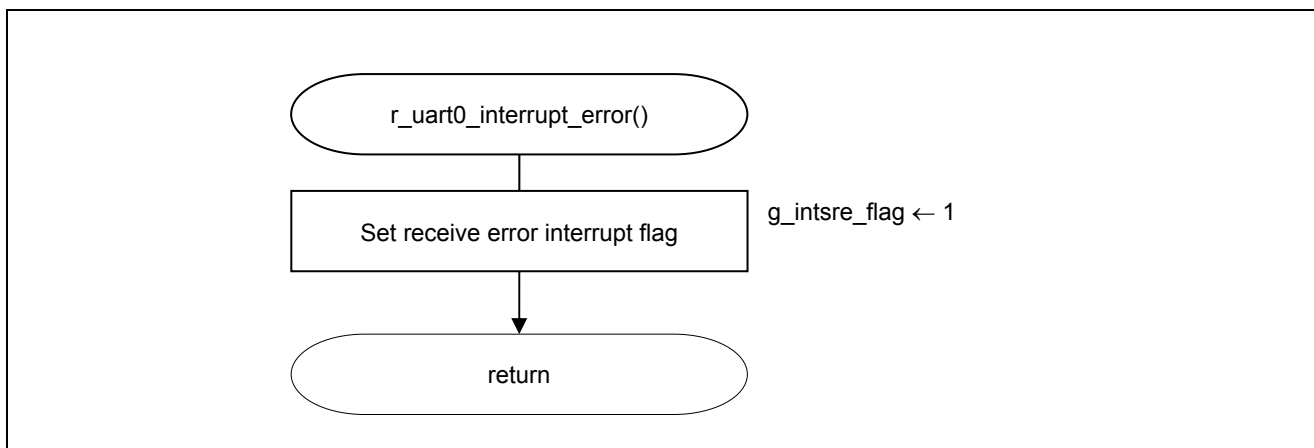 r_uart0_interrupt_error()
Set receive error interrupt flag
g_intsre_flag ← 1
return